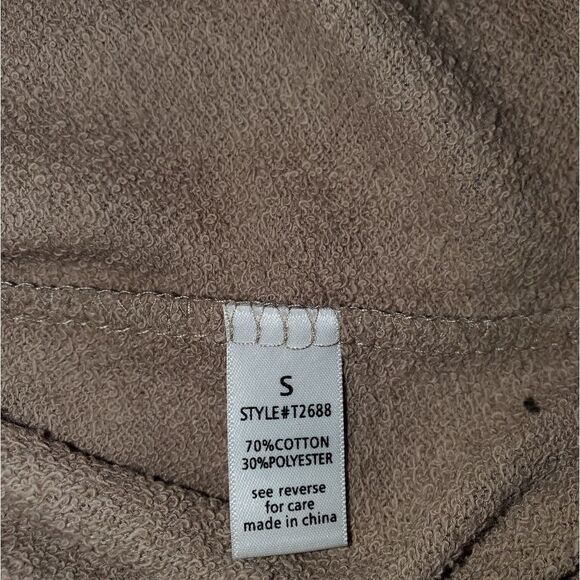 S
STYLE#T2688
70%COTTON
30%POLYESTER
see reverse
for care
made in china